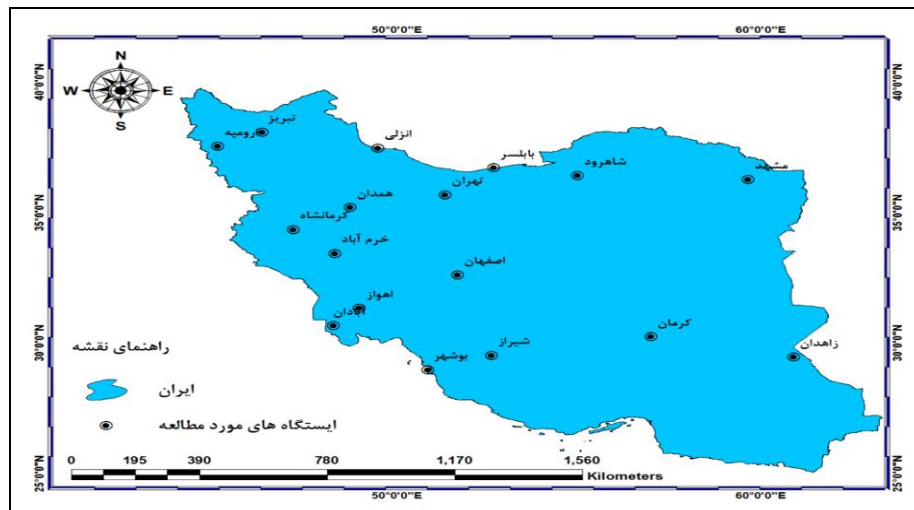 50°0'0"E 60°0'0"E
N
W E
S
40°0'0"N 40°0'0"N
تبریز
رومیه
انزلی
بابلسر
شاهرود
مشهد
تهران
همدان
کرمانشاه
35°0'0"N 35°0'0"N
خرم آباد
اصفهان
اهواز
آبادان
کرمان
شیراز
زاهدان
بوشهر
30°0'0"N 30°0'0"N
راهنمای نقشه
ایران
ایستگاه های مورد مطالعه
0 195 390 780 1,170 1,560
Kilometers
25°0'0"N 25°0'0"N
50°0'0"E 60°0'0"E